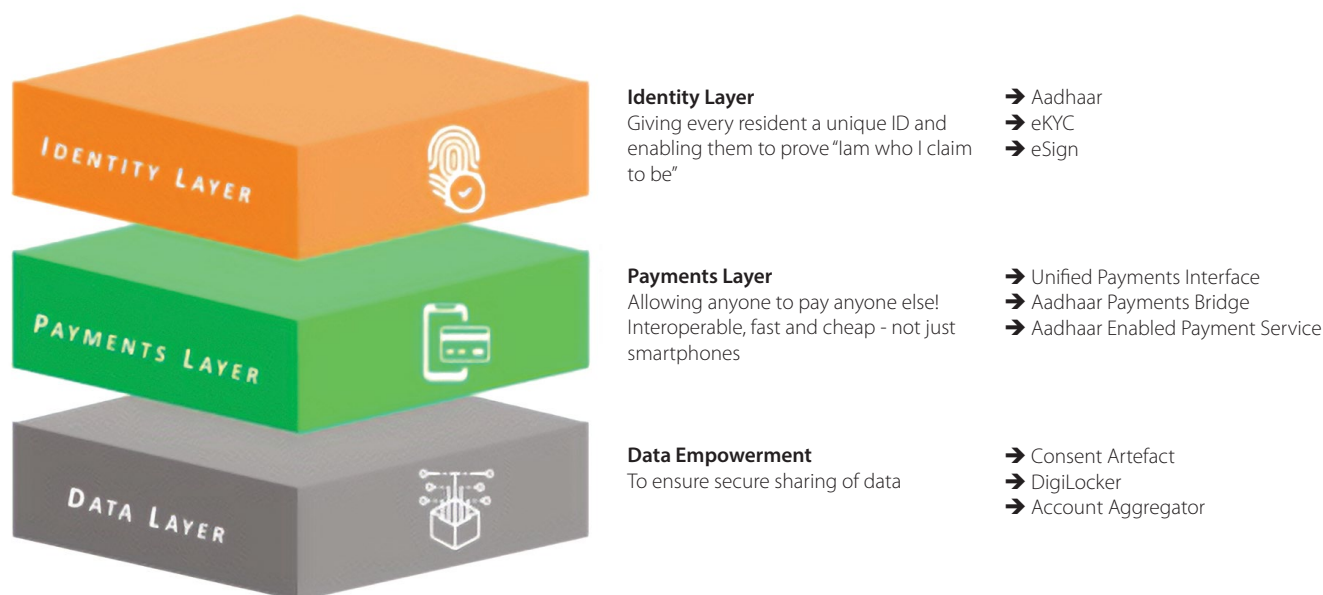 IDENTITY LAYER
Identity Layer
Giving every resident a unique ID and
enabling them to prove “Iam who I claim
to be”
➔ Aadhaar
➔ eKYC
➔ eSign
PAYMENTS LAYER
Payments Layer
Allowing anyone to pay anyone else!
Interoperable, fast and cheap - not just
smartphones
➔ Unified Payments Interface
➔ Aadhaar Payments Bridge
➔ Aadhaar Enabled Payment Service
DATA LAYER
Data Empowerment
To ensure secure sharing of data
➔ Consent Artefact
➔ DigiLocker
➔ Account Aggregator